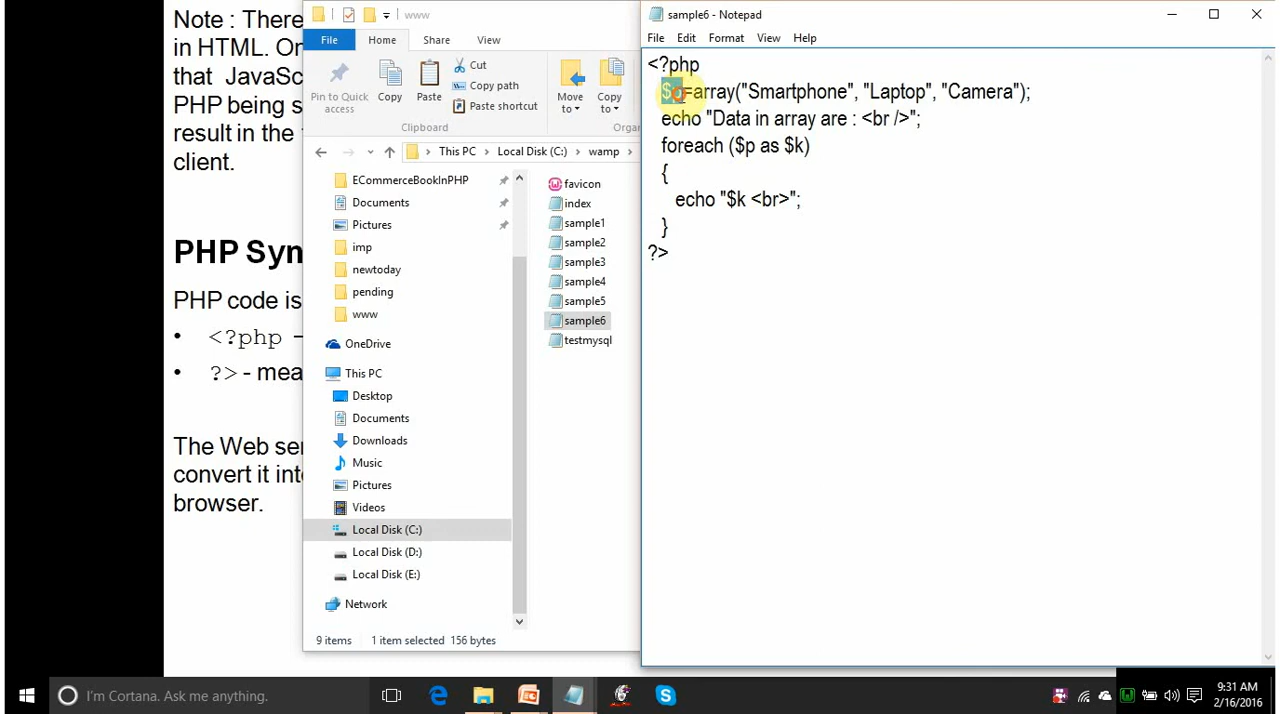 Note : There
in HTML. Or
that JavaSc
PHP being s
result in the
client.
PHP Syn
PHP code is
• <?php –
• ?> - mea
The Web ser
convert it int
browser.
www
File Home Share View
Pin to Quick access
Copy
Paste
Cut
Copy path
Paste shortcut
Clipboard
Move to
Copy to
Organ
This PC > Local Disk (C:) > wamp >
ECommerceBookInPHP
Documents
Pictures
imp
newtoday
pending
www
OneDrive
This PC
Desktop
Documents
Downloads
Music
Pictures
Videos
Local Disk (C:)
Local Disk (D:)
Local Disk (E:)
Network
favicon
index
sample1
sample2
sample3
sample4
sample5
sample6
testmysql
9 items 1 item selected 156 bytes
sample6 - Notepad
File Edit Format View Help
<?php
$p=array("Smartphone", "Laptop", "Camera");
echo "Data in array are : <br />";
foreach ($p as $k)
{
echo "$k <br>";
}
?>
I'm Cortana. Ask me anything.
9:31 AM
2/16/2016